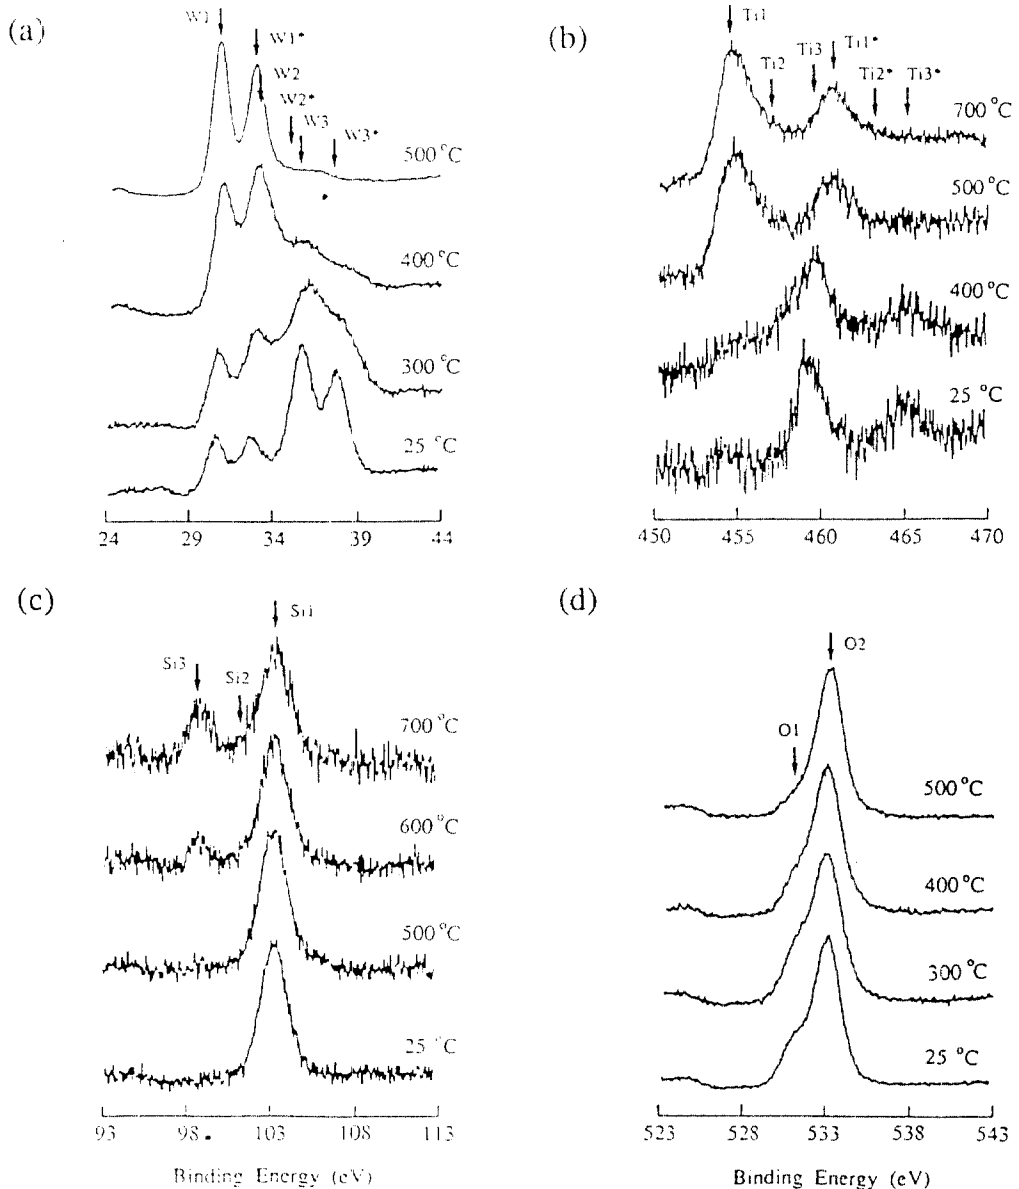 (a)
W1
W1*
W2
W2*
W3
W3*
500 °C
400 °C
300 °C
25 °C
24 29 34 39 44
(b)
Ti1
Ti2
Ti3
Ti1*
Ti2*
Ti3*
700 °C
500 °C
400 °C
25 °C
450 455 460 465 470
(c)
Si3
Si2
Si1
700 °C
600 °C
500 °C
25 °C
93 98 103 108 113
Binding Energy (eV)
(d)
O1
O2
500 °C
400 °C
300 °C
25 °C
523 528 533 538 543
Binding Energy (eV)